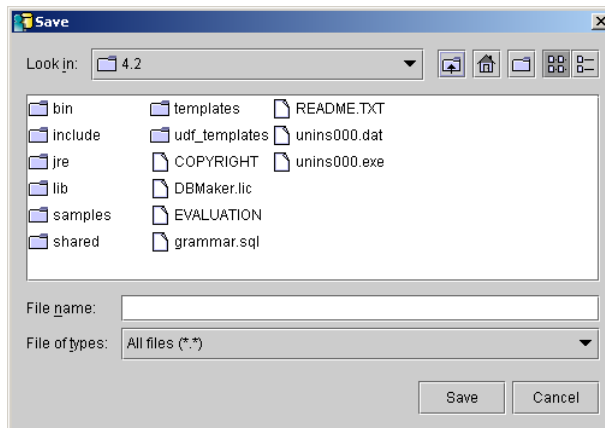 Save
Look in: 4.2
bin templates README.TXT
include udf_templates unins000.dat
jre COPYRIGHT unins000.exe
lib DBMaker.lic
samples EVALUATION
shared grammar.sql
File name:
File of types: All files (*.*)
Save Cancel